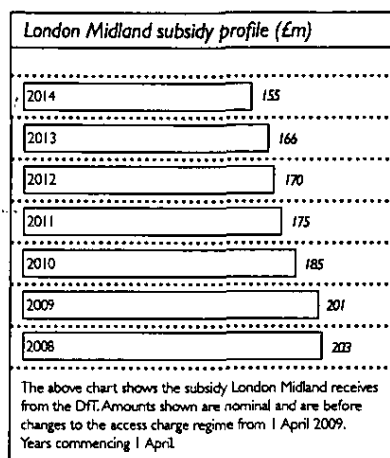 London Midland subsidy profile (£m)
2014 155
2013 166
2012 170
2011 175
2010 185
2009 201
2008 203
The above chart shows the subsidy London Midland receives
from the DfT. Amounts shown are nominal and are before
changes to the access charge regime from 1 April 2009.
Years commencing 1 April